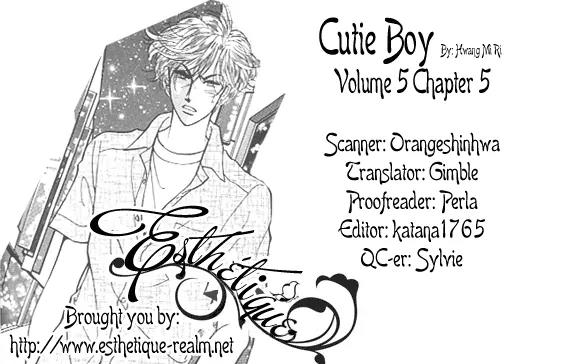 Cutie Boy By: Hwang Mi Ri
Volume 5 Chapter 5
Scanner: Orangeshinhwa
Translator: Gimble
Proofreader: Perla
Editor: katana1765
QC-er: Sylvie
Esthétique
Brought you by:
http://www.esthetique-realm.net